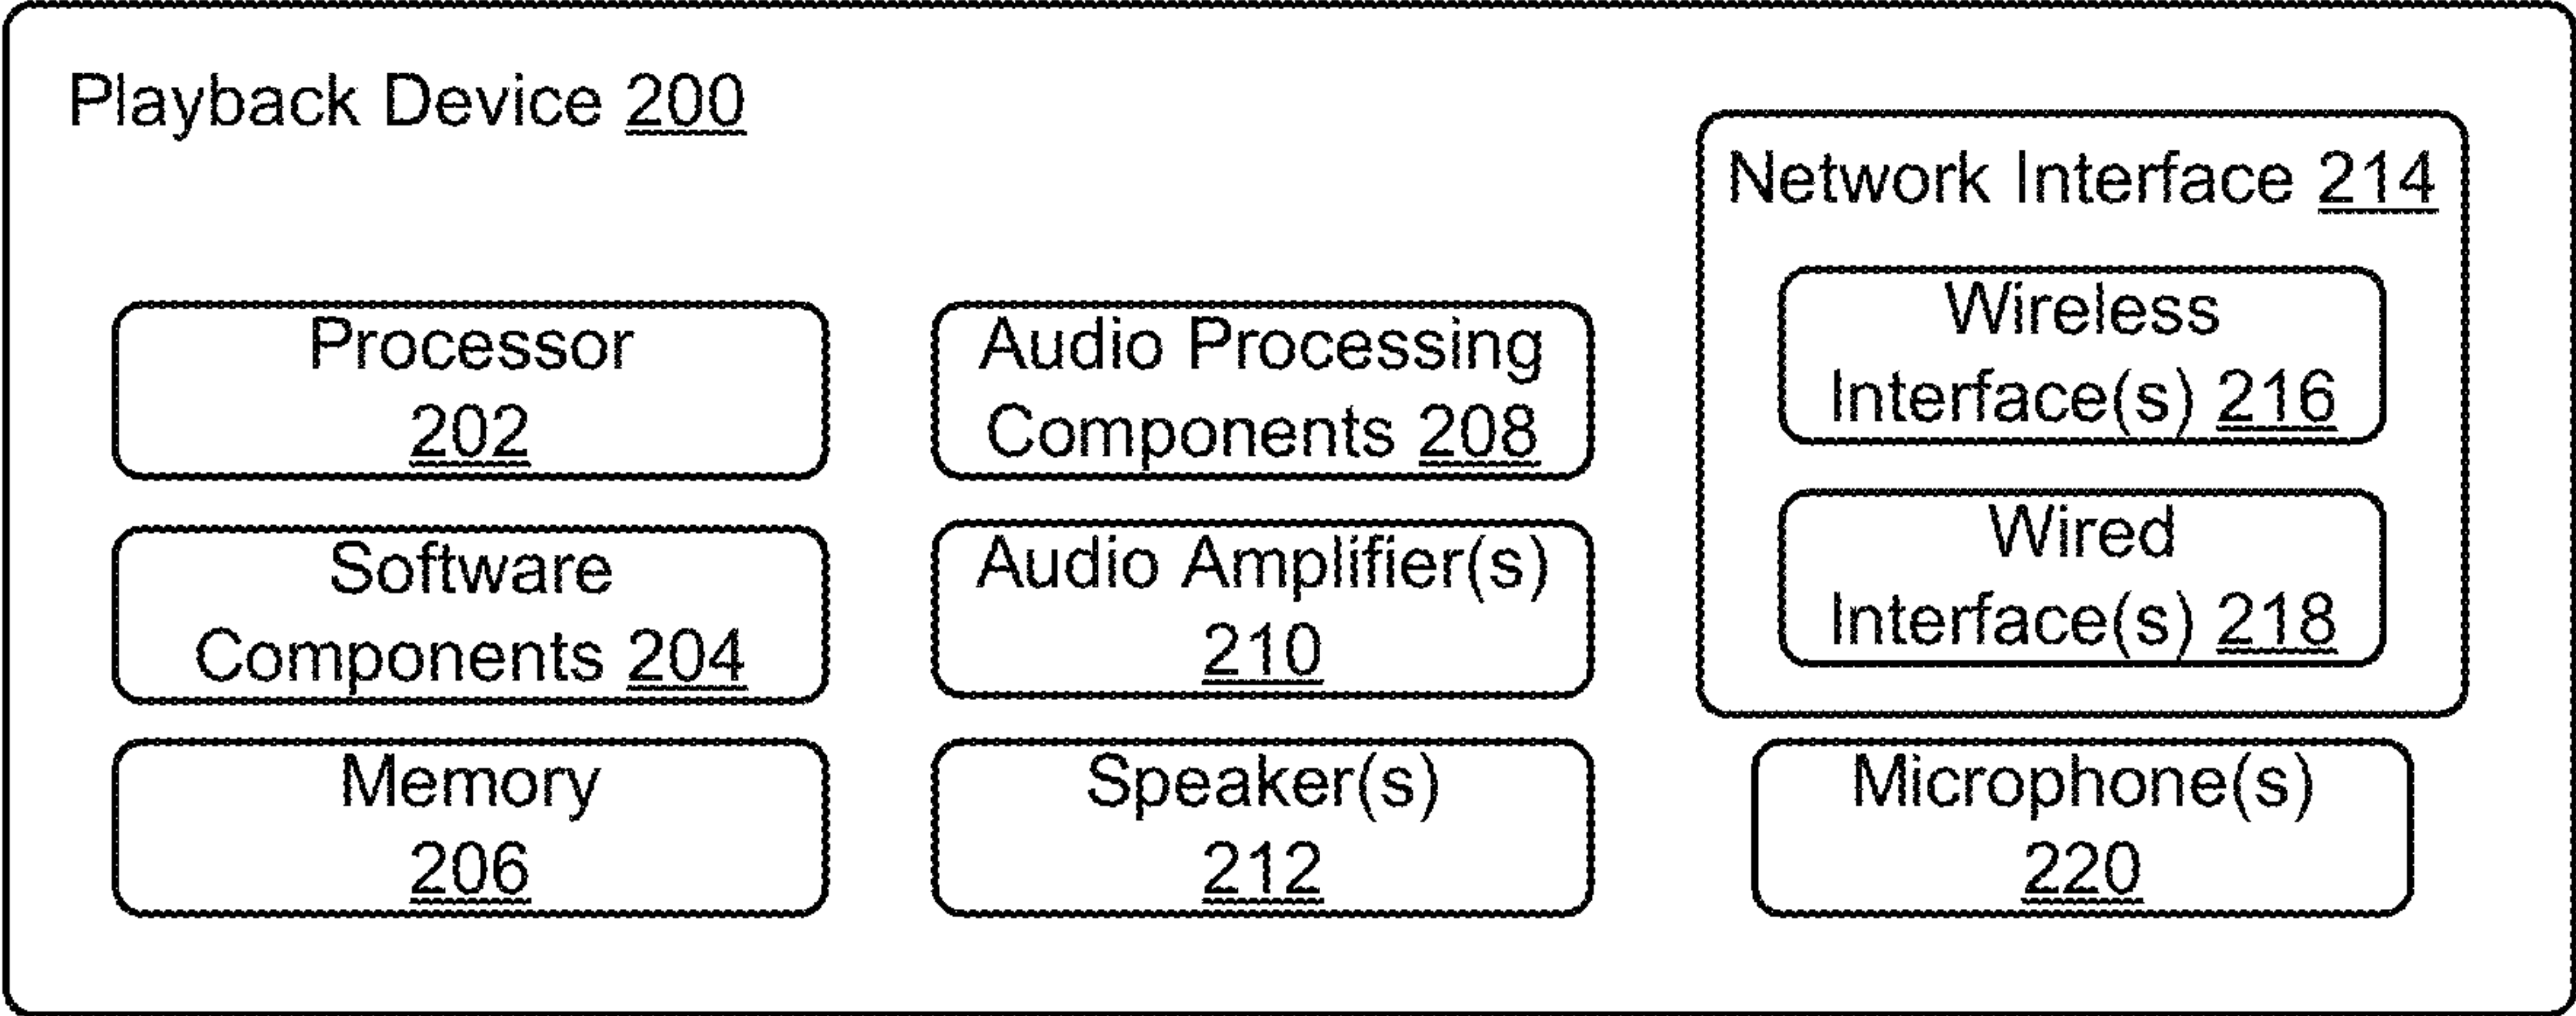 Playback Device 200
Processor
202
Software
Components 204
Memory
206
Audio Processing
Components 208
Audio Amplifier(s)
210
Speaker(s)
212
Network Interface 214
Wireless
Interface(s) 216
Wired
Interface(s) 218
Microphone(s)
220